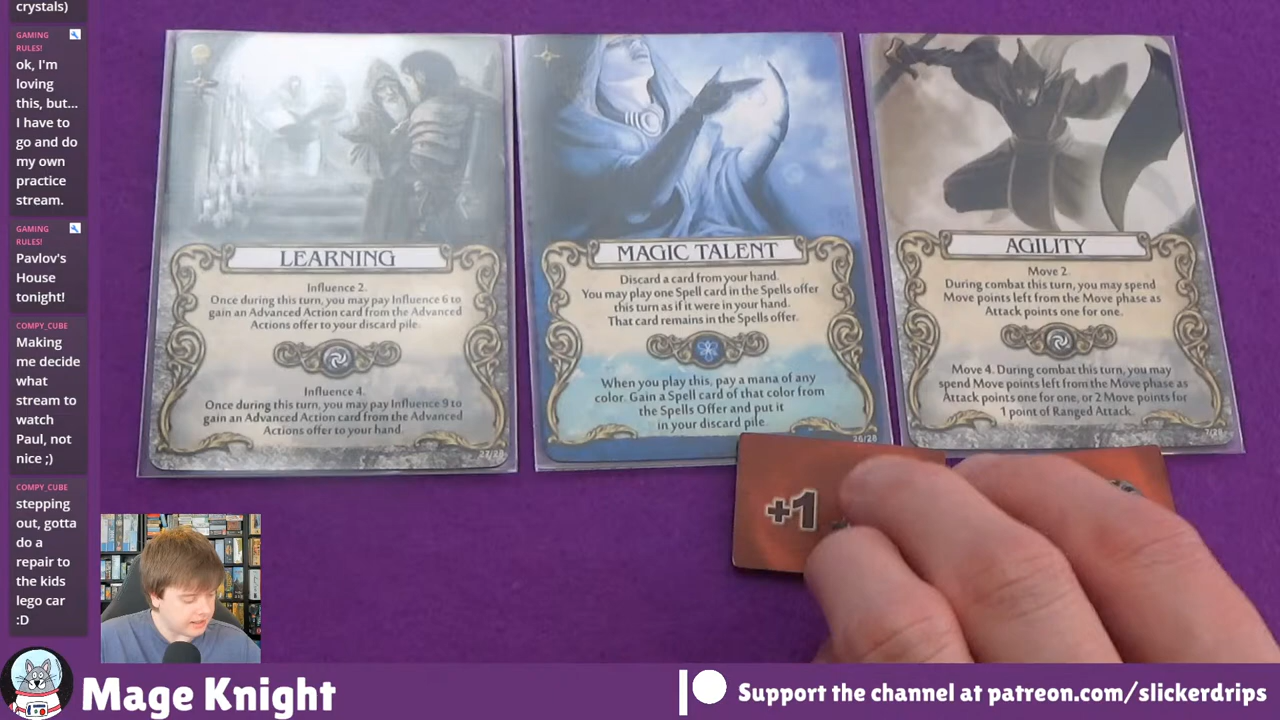 crystals)
GAMING
RULES!
ok, I'm
loving
this, but...
I have to
go and do
my own
practice
stream.
GAMING
RULES!
Pavlov's
House
tonight!
COMPY_CUBE
Making
me decide
what
stream to
watch
Paul, not
nice ;)
COMPY_CUBE
stepping
out, gotta
do a
repair to
the kids
lego car
:D
LEARNING
Influence 2.
Once during this turn, you may pay Influence 6 to
gain an Advanced Action card from the Advanced
Actions offer to your discard pile.
Influence 4.
Once during this turn, you may pay Influence 9 to
gain an Advanced Action card from the Advanced
Actions offer to your hand.
27/28
MAGIC TALENT
Discard a card from your hand.
You may play one Spell card in the Spells offer
this turn as if it were in your hand.
That card remains in the Spells offer.
When you play this, pay a mana of any
color. Gain a Spell card of that color from
the Spells Offer and put it
in your discard pile.
26/28
AGILITY
Move 2.
During combat this turn, you may spend
Move points left from the Move phase as
Attack points one for one.
Move 4. During combat this turn, you may
spend Move points left from the Move phase as
Attack points one for one, or 2 Move points for
1 point of Ranged Attack.
7/28
+1
Mage Knight
Support the channel at patreon.com/slickerdrips